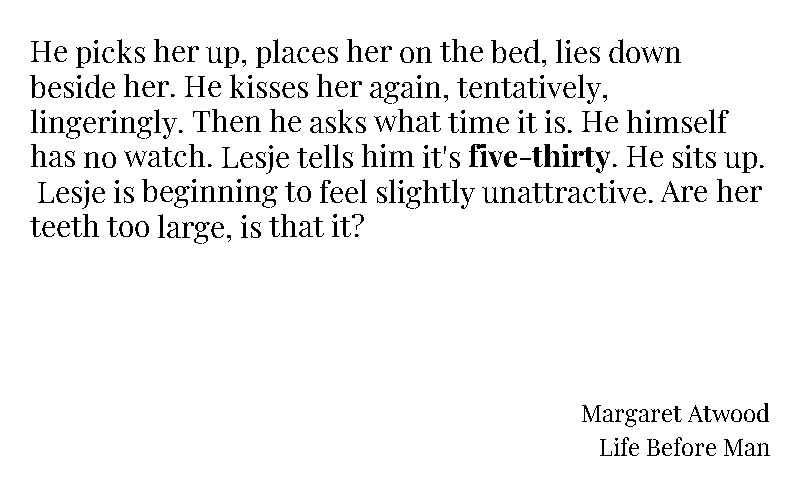 He picks her up, places her on the bed, lies down
beside her. He kisses her again, tentatively,
lingeringly. Then he asks what time it is. He himself
has no watch. Lesje tells him it's five-thirty. He sits up.
Lesje is beginning to feel slightly unattractive. Are her
teeth too large, is that it?
Margaret Atwood
Life Before Man